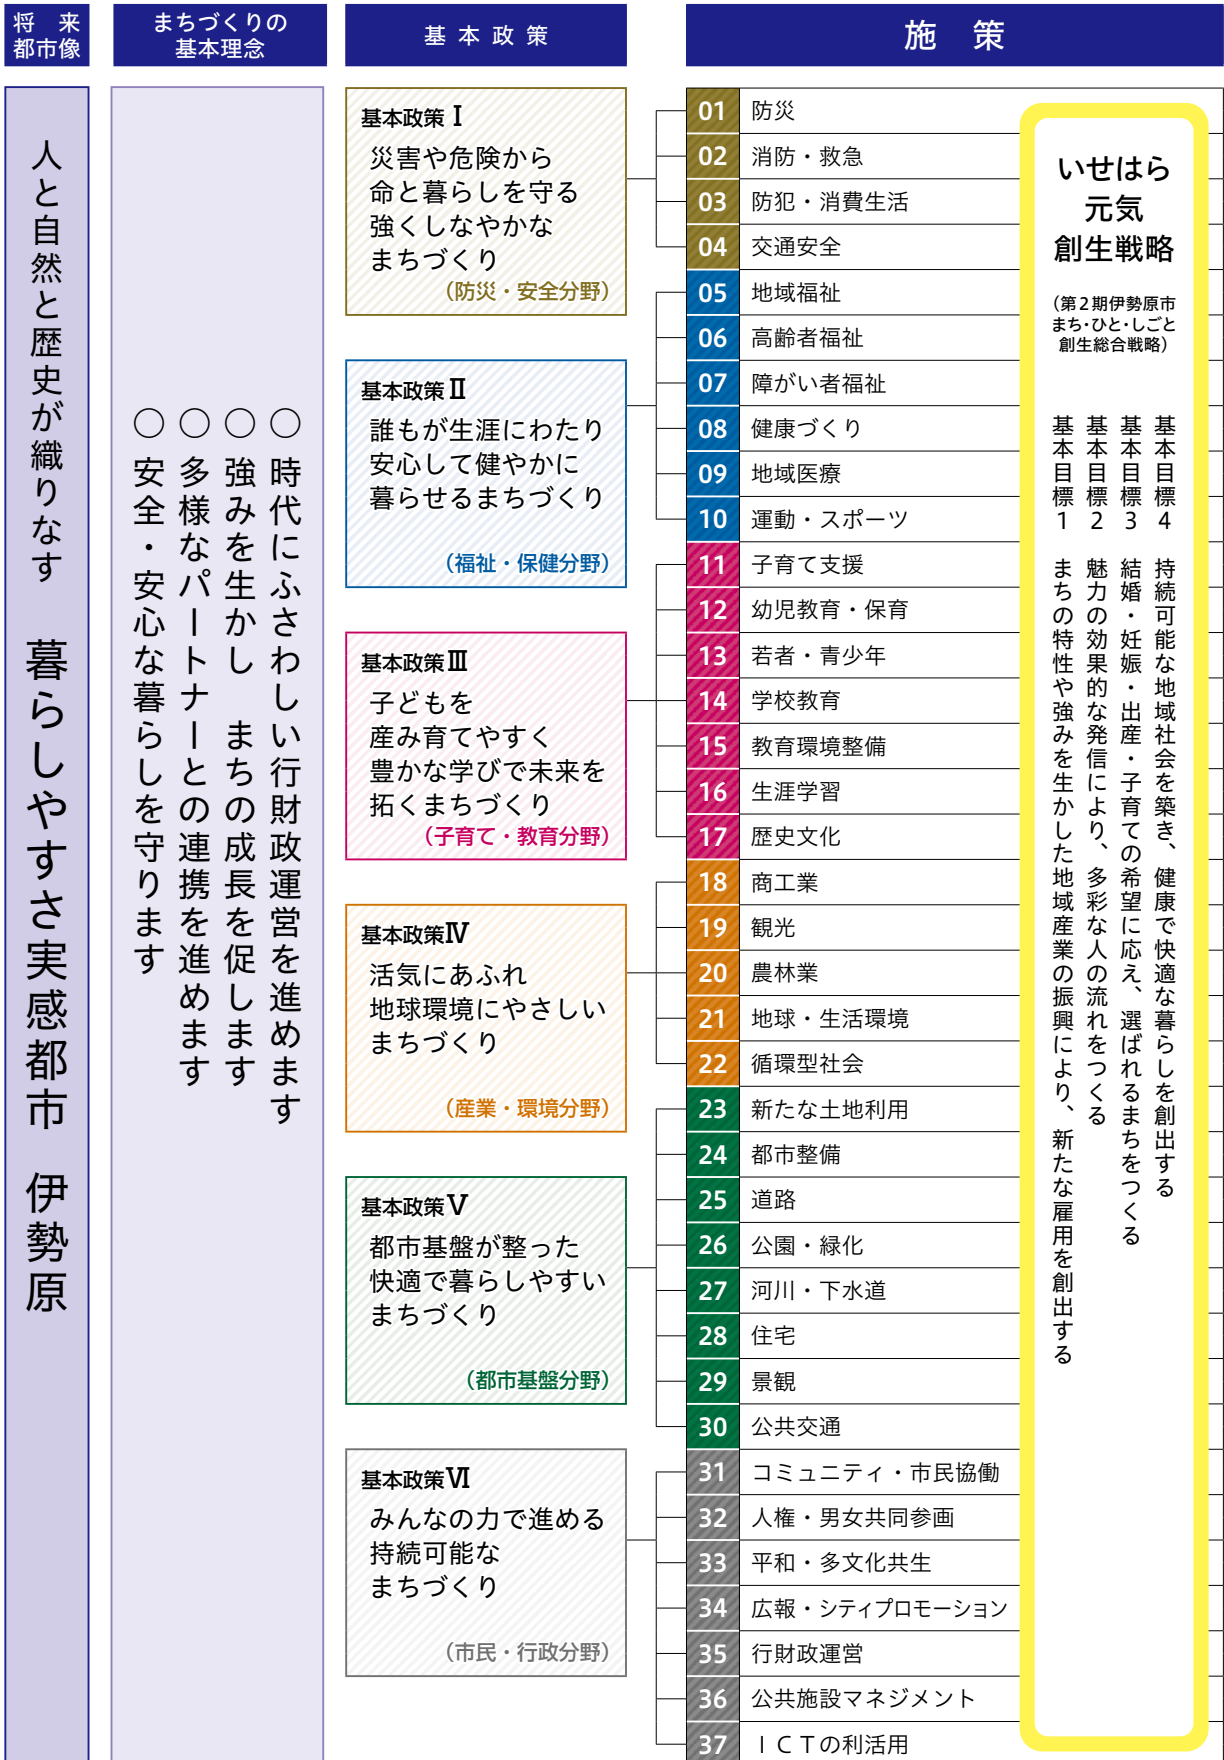 将　来
都市像
まちづくりの
基本理念
基 本 政 策
施　策
人と自然と歴史が織りなす　暮らしやすさ実感都市　伊勢原
○時代にふさわしい行財政運営を進めます
○強みを生かし　まちの成長を促します
○多様なパートナーとの連携を進めます
○安全・安心な暮らしを守ります
基本政策Ⅰ
災害や危険から
命と暮らしを守る
強くしなやかな
まちづくり
（防災・安全分野）
基本政策Ⅱ
誰もが生涯にわたり
安心して健やかに
暮らせるまちづくり
（福祉・保健分野）
基本政策Ⅲ
子どもを
産み育てやすく
豊かな学びで未来を
拓くまちづくり
（子育て・教育分野）
基本政策Ⅳ
活気にあふれ
地球環境にやさしい
まちづくり
（産業・環境分野）
基本政策Ⅴ
都市基盤が整った
快適で暮らしやすい
まちづくり
（都市基盤分野）
基本政策Ⅵ
みんなの力で進める
持続可能な
まちづくり
（市民・行政分野）
01 防災
02 消防・救急
03 防犯・消費生活
04 交通安全
05 地域福祉
06 高齢者福祉
07 障がい者福祉
08 健康づくり
09 地域医療
10 運動・スポーツ
11 子育て支援
12 幼児教育・保育
13 若者・青少年
14 学校教育
15 教育環境整備
16 生涯学習
17 歴史文化
18 商工業
19 観光
20 農林業
21 地球・生活環境
22 循環型社会
23 新たな土地利用
24 都市整備
25 道路
26 公園・緑化
27 河川・下水道
28 住宅
29 景観
30 公共交通
31 コミュニティ・市民協働
32 人権・男女共同参画
33 平和・多文化共生
34 広報・シティプロモーション
35 行財政運営
36 公共施設マネジメント
37 ＩＣＴの利活用
いせはら
元気
創生戦略
（第２期伊勢原市
まち・ひと・しごと
創生総合戦略）
基本目標１　まちの特性や強みを生かした地域産業の振興により、新たな雇用を創出する
基本目標２　魅力の効果的な発信により、多彩な人の流れをつくる
基本目標３　結婚・妊娠・出産・子育ての希望に応え、選ばれるまちをつくる
基本目標４　持続可能な地域社会を築き、健康で快適な暮らしを創出する